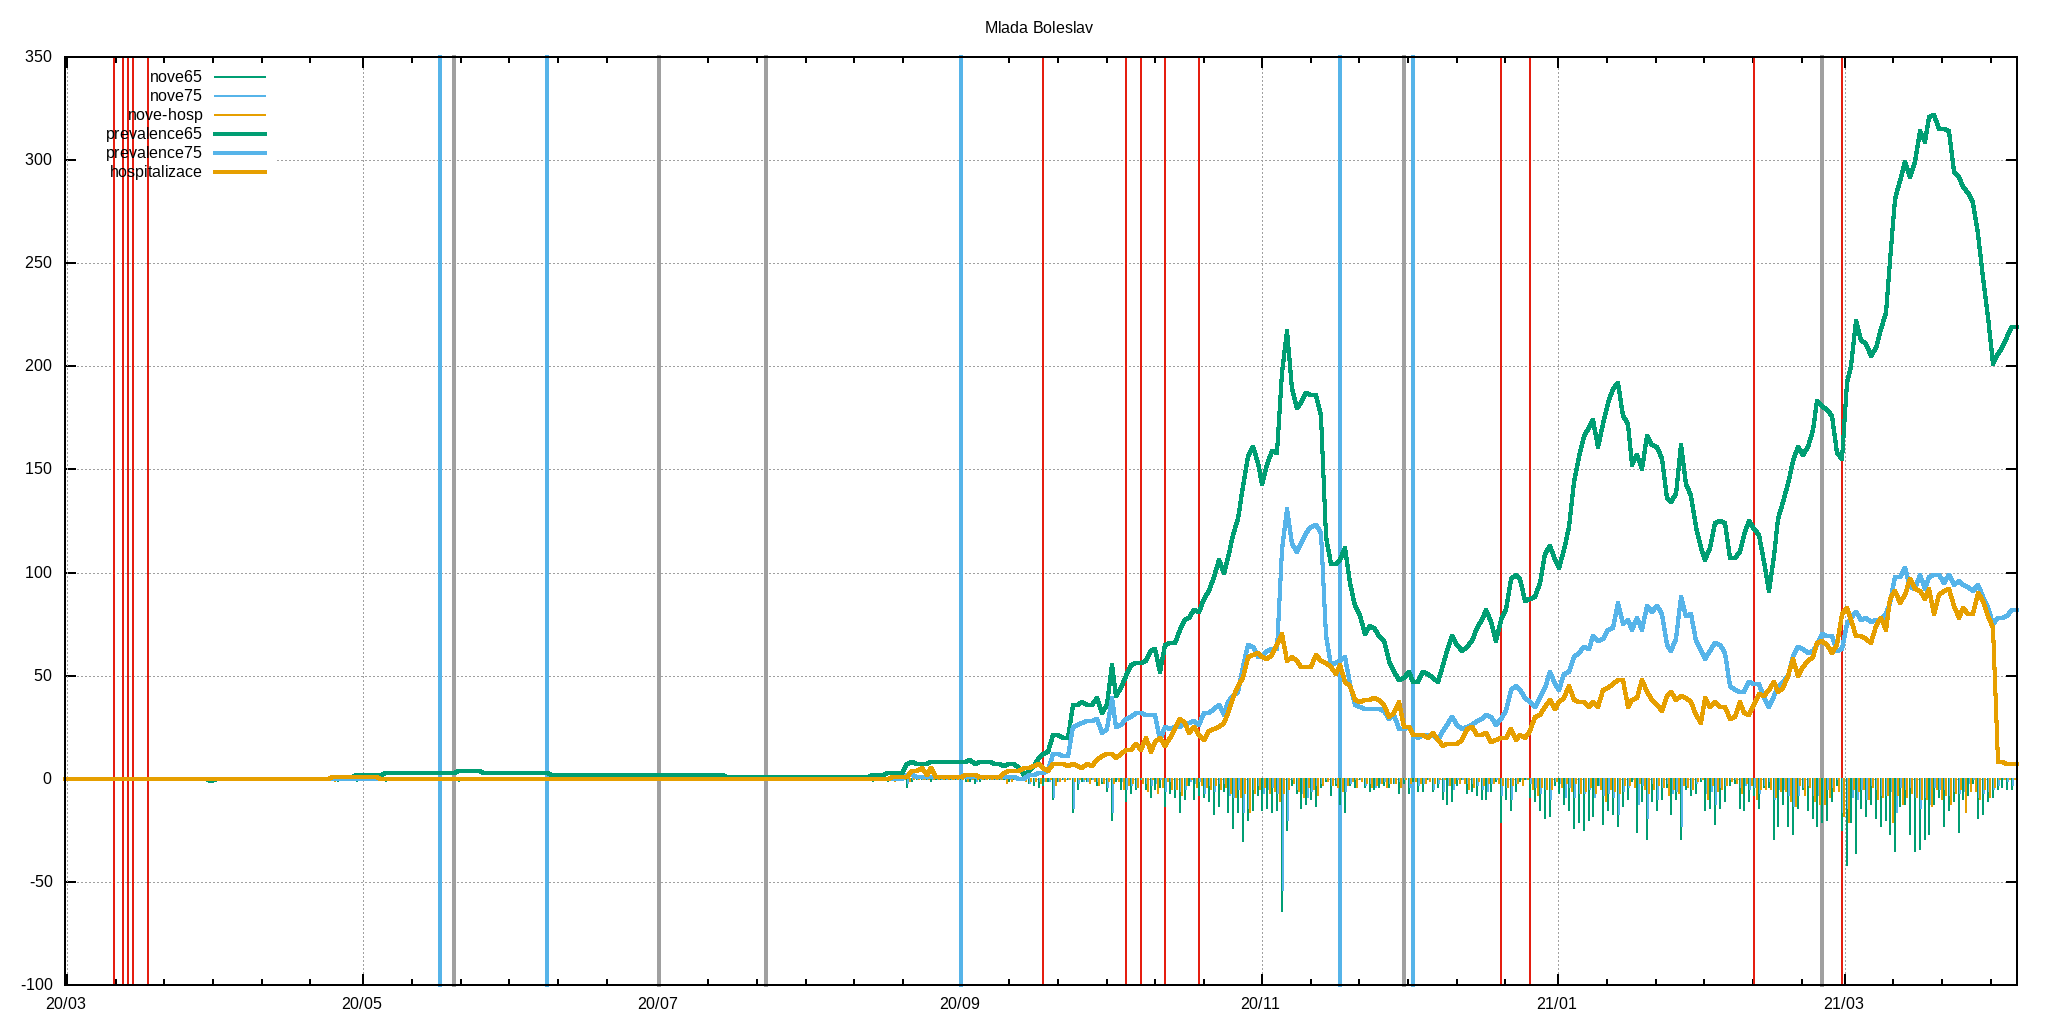 Mlada Boleslav
350
300
250
200
150
100
50
0
-50
-100
nove65
nove75
nove-hosp
prevalence65
prevalence75
hospitalizace
20/03 20/05 20/07 20/09 20/11 21/01 21/03